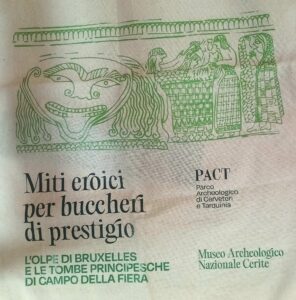 Miti eroici
per buccheri
di prestigio
L'OLPE DI BRUXELLES
E LE TOMBE PRINCIPESCHE
DI CAMPO DELLA FIERA
PACT
Parco
Archeologico
di Cerveteri
e Tarquinia
Museo Archeologico
Nazionale Cerite